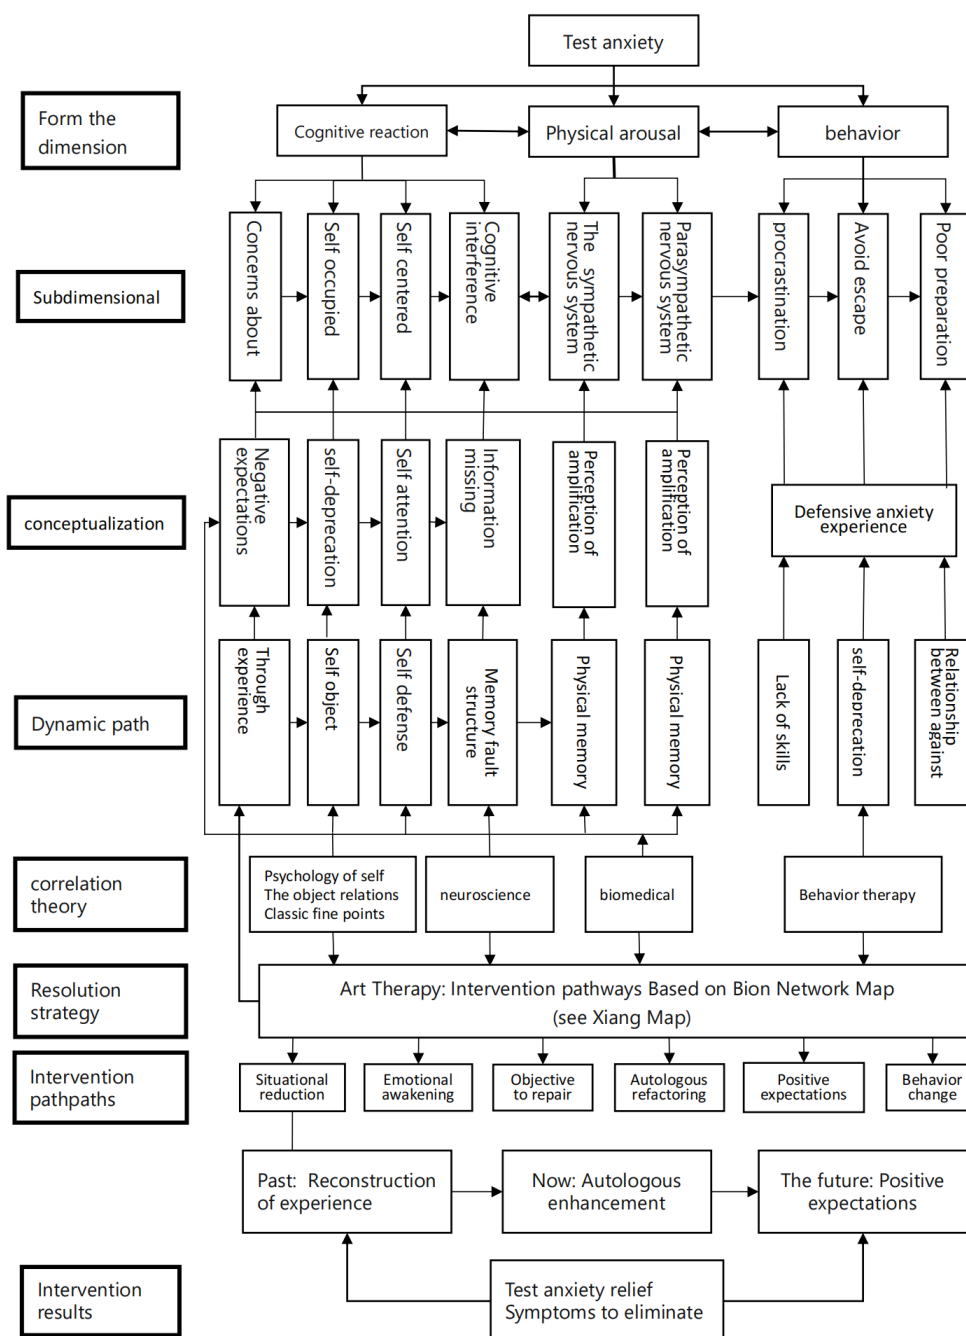 Test anxiety
Form the
dimension
Cognitive reaction
Physical arousal
behavior
Subdimensional
Concerns about
Self occupied
Self centered
Cognitive
interference
The sympathetic
nervous system
Parasympathetic
nervous system
procrastination
Avoid escape
Poor preparation
conceptualization
Negative
expectations
self-deprecation
Self attention
Information
missing
Perception of
amplification
Perception of
amplification
Defensive anxiety
experience
Dynamic path
Through
experience
Self object
Self defense
Memory fault
structure
Physical memory
Physical memory
Lack of skills
self-deprecation
Relationship
between against
correlation
theory
Psychology of self
The object relations
Classic fine points
neuroscience
biomedical
Behavior therapy
Resolution
strategy
Art Therapy: Intervention pathways Based on Bion Network Map
(see Xiang Map)
Intervention
pathpaths
Situational
reduction
Emotional
awakening
Objective
to repair
Autologous
refactoring
Positive
expectations
Behavior
change
Past: Reconstruction
of experience
Now: Autologous
enhancement
The future: Positive
expectations
Intervention
results
Test anxiety relief
Symptoms to eliminate